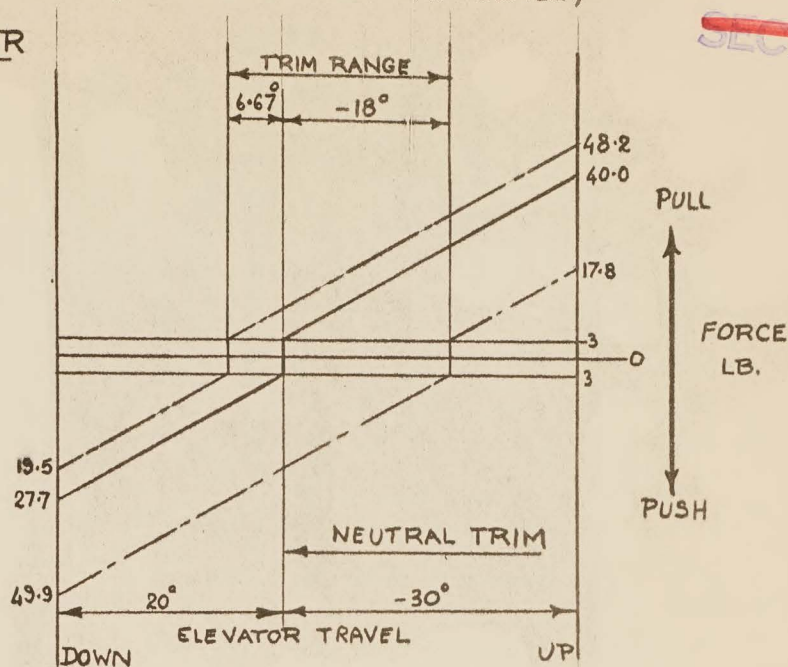 R
SEC
TRIM RANGE
6.67°
-18°
48.2
40.0
PULL
17.8
3
0
FORCE
LB.
3
19.5
27.7
PUSH
NEUTRAL TRIM
49.9
20°
-30°
ELEVATOR TRAVEL
DOWN
UP